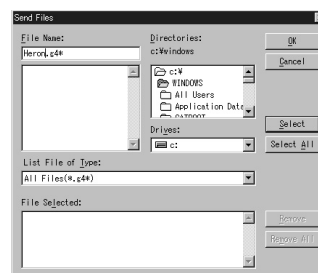 Send Files
File Name:
Heron.g4*
Directories:
c:¥windows
c:¥
WINDOWS
All Users
Application Data
CATROOT
Drives:
c:
List File of Type:
All Files(*.g4*)
File Selected:
OK
Cancel
Select
Select All
Remove
Remove All